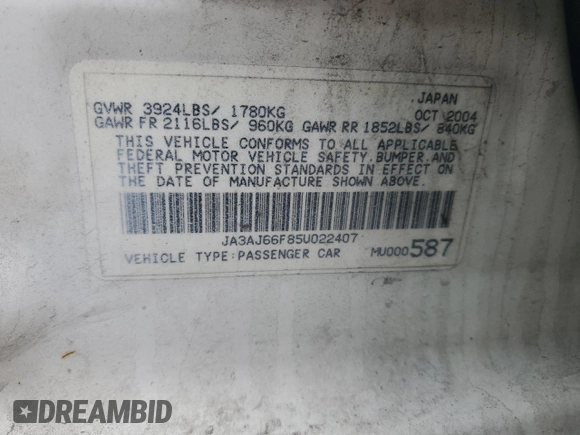 JAPAN
GVWR 3924LBS/ 1780KG OCT 2004
GAWR FR 2116LBS/ 960KG GAWR RR 1852LBS/ 840KG
THIS VEHICLE CONFORMS TO ALL APPLICABLE
FEDERAL MOTOR VEHICLE SAFETY,BUMPER,AND
THEFT PREVENTION STANDARDS IN EFFECT ON
THE DATE OF MANUFACTURE SHOWN ABOVE.
JA3AJ66F85U022407
VEHICLE TYPE:PASSENGER CAR MU000587
DREAMBID